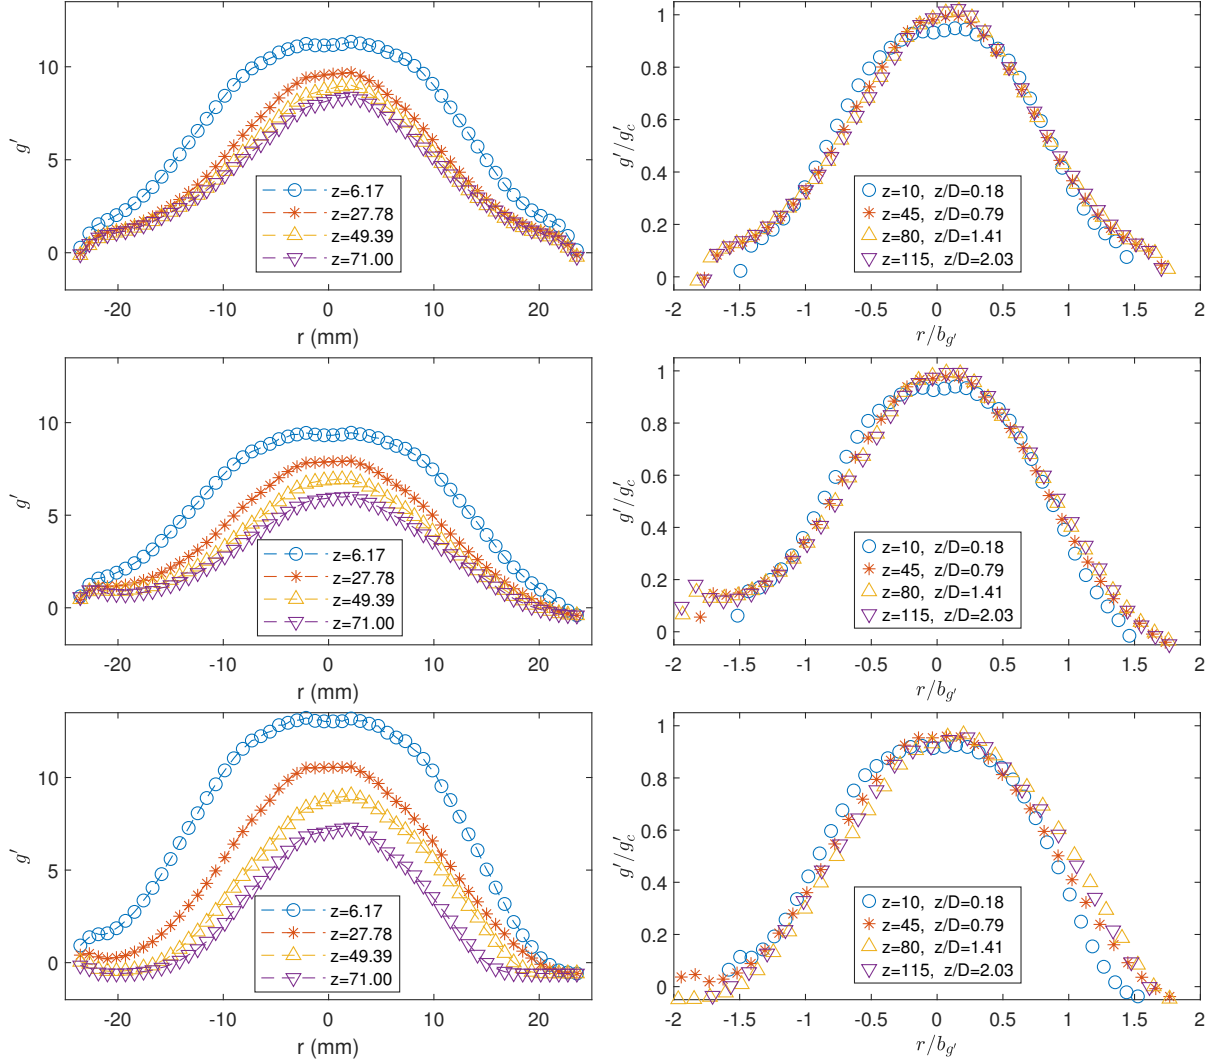 10
5
0
g′
-20
-10
0
10
20
r (mm)
z=6.17
z=27.78
z=49.39
z=71.00
1
0.8
0.6
0.4
0.2
0
g′/g′c
-2
-1.5
-1
-0.5
0
0.5
1
1.5
2
r/bg′
z=10, z/D=0.18
z=45, z/D=0.79
z=80, z/D=1.41
z=115, z/D=2.03
10
5
0
g′
-20
-10
0
10
20
r (mm)
z=6.17
z=27.78
z=49.39
z=71.00
1
0.8
0.6
0.4
0.2
0
g′/g′c
-2
-1.5
-1
-0.5
0
0.5
1
1.5
2
r/bg′
z=10, z/D=0.18
z=45, z/D=0.79
z=80, z/D=1.41
z=115, z/D=2.03
10
5
0
g′
-20
-10
0
10
20
r (mm)
z=6.17
z=27.78
z=49.39
z=71.00
1
0.8
0.6
0.4
0.2
0
g′/g′c
-2
-1.5
-1
-0.5
0
0.5
1
1.5
2
r/bg′
z=10, z/D=0.18
z=45, z/D=0.79
z=80, z/D=1.41
z=115, z/D=2.03